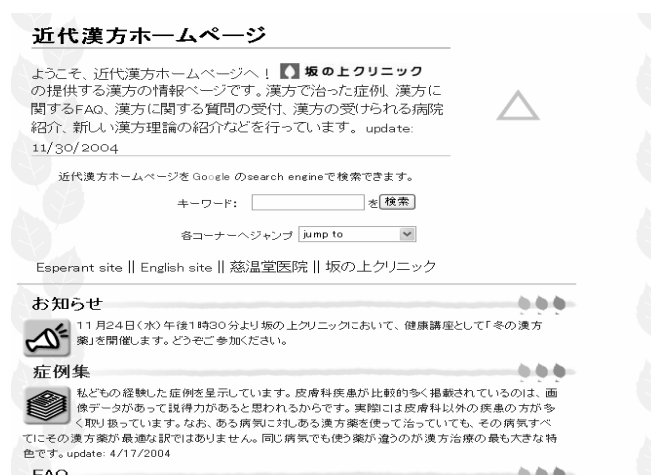 近代漢方ホームページ
ようこそ、近代漢方ホームページへ! 坂の上クリニック
の提供する漢方の情報ページです。漢方で治った症例、漢方に
関するFAQ、漢方に関する質問の受付、漢方の受けられる病院
紹介、新しい漢方理論の紹介などを行っています。 update:
11/30/2004
近代漢方ホームページを Google のsearch engineで検索できます。
キーワード: を 検索
各コーナーへジャンプ jump to
Esperant site || English site || 慈温堂医院 || 坂の上クリニック
お知らせ
11月24日(水)午後1時30分より坂の上クリニックにおいて、健康講座として「冬の漢方
薬」を開催します。どうぞご参加ください。
症例集
私どもの経験した症例を呈示しています。皮膚科疾患が比較的多く掲載されているのは、画
像データがあって説得力があると思われるからです。実際には皮膚科以外の疾患の方が多
く取り扱っています。なお、ある病気に対しある漢方薬を使って治っていても、その病気すべ
てにその漢方薬が最適な訳ではありません。同じ病気でも使う薬が違うのが漢方治療の最も大きな特
色です。update: 4/17/2004
FAQ